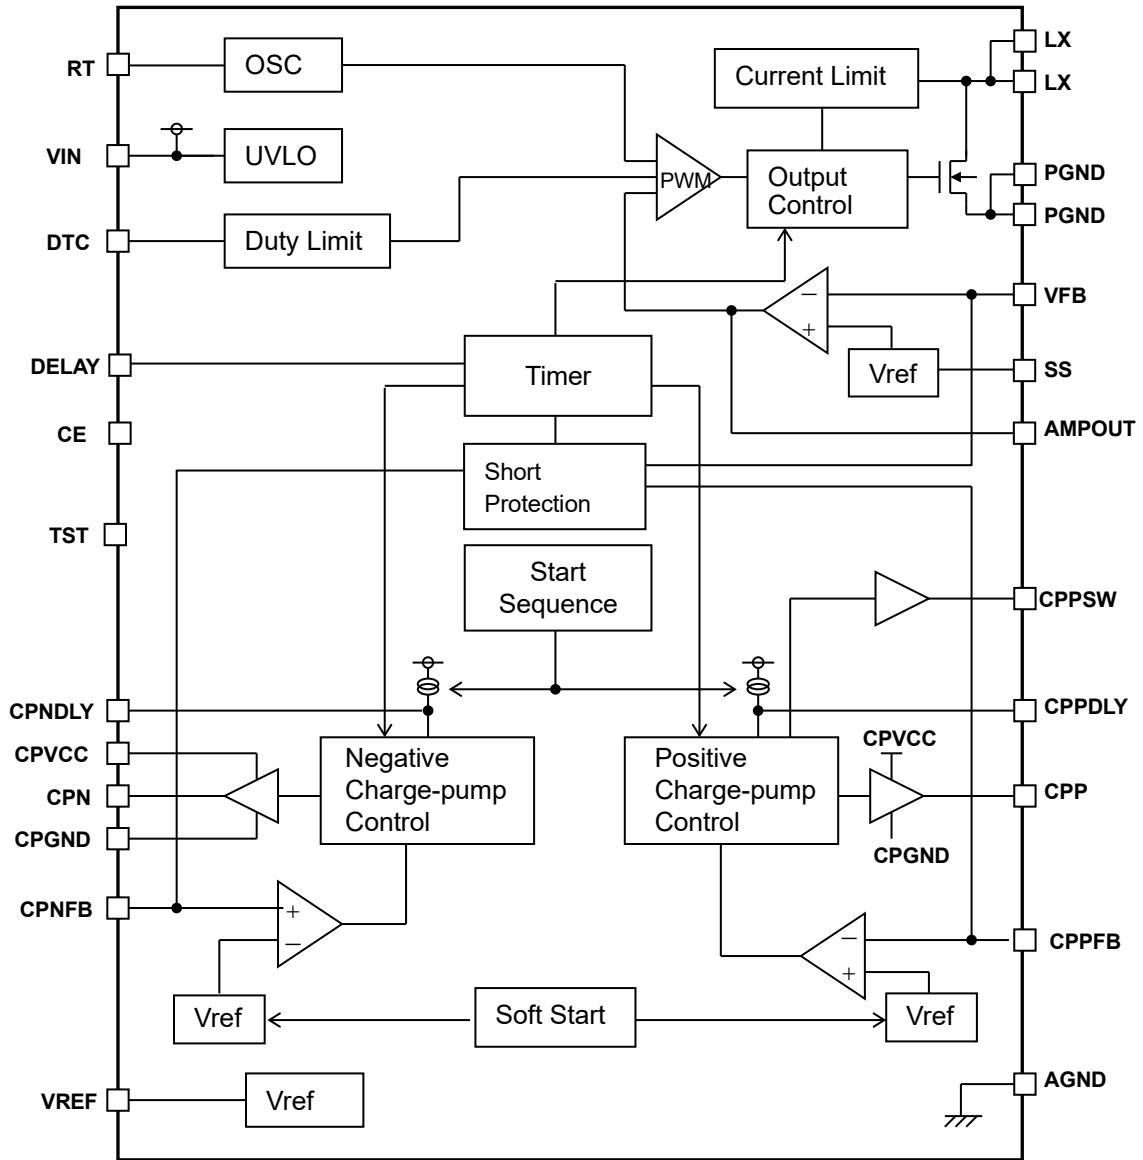 LX
RT
OSC
Current Limit
LX
VIN
UVLO
PWM
Output
Control
PGND
PGND
DTC
Duty Limit
−
VFB
+
DELAY
Timer
Vref
SS
CE
AMPOUT
Short
Protection
TST
Start
Sequence
CPPSW
CPNDLY
CPPDLY
CPVCC
CPVCC
Negative
Charge-pump
Control
Positive
Charge-pump
Control
CPN
CPP
CPGND
CPGND
CPNFB
+
−
−
+
CPPFB
Vref
Soft Start
Vref
AGND
VREF
Vref